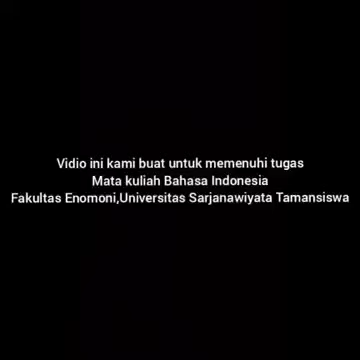 Vidio ini kami buat untuk memenuhi tugas
Mata kuliah Bahasa Indonesia
Fakultas Enomoni,Universitas Sarjanawiyata Tamansiswa